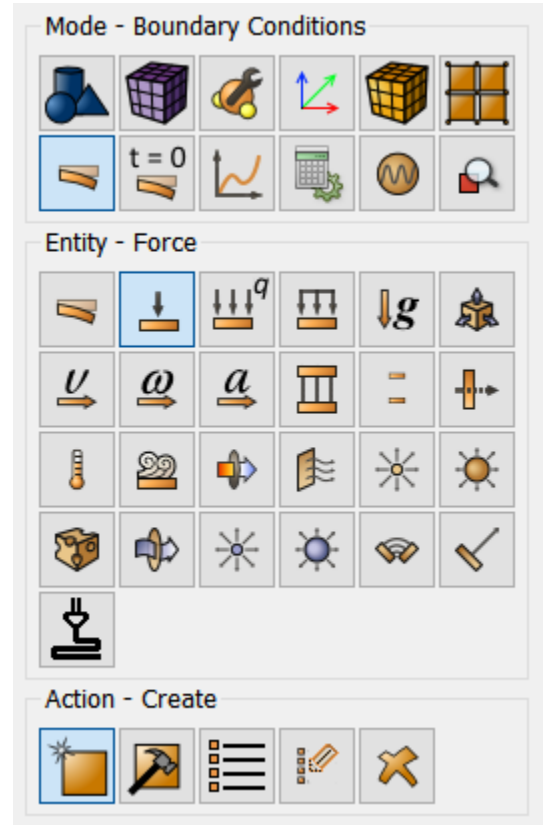 Mode - Boundary Conditions
t = 0
Entity - Force
q
g
υ ω a
Action - Create